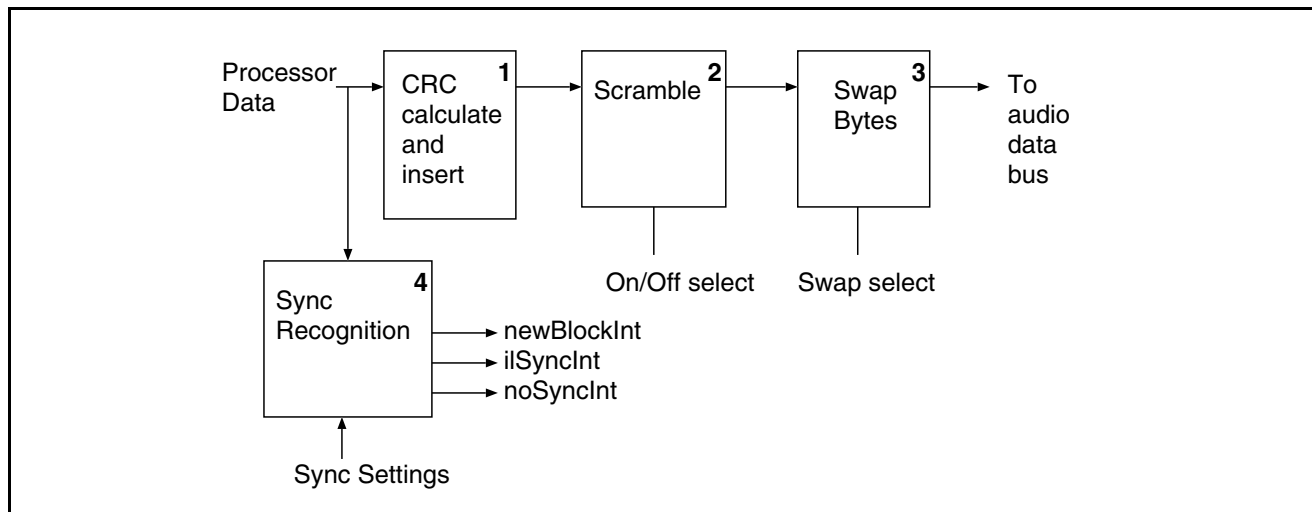 Processor
Data
1
CRC
calculate
and
insert
2
Scramble
3
Swap
Bytes
To
audio
data
bus
On/Off select
Swap select
4
Sync
Recognition
newBlockInt
ilSyncInt
noSyncInt
Sync Settings